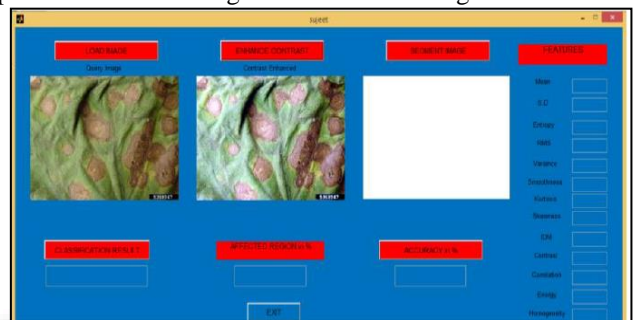 sujeet
LOAD IMAGE
ENHANCE CONTRAST
SEGMENT IMAGE
FEATURES
Query Image
Contrast Enhanced
Mean
S.D
Entropy
RMS
Variance
Smoothness
Kurtosis
Skewness
IDM
Contrast
Correlation
Energy
Homogeneity
CLASSIFICATION RESULT
AFFECTED REGION in %
ACCURACY in %
EXIT